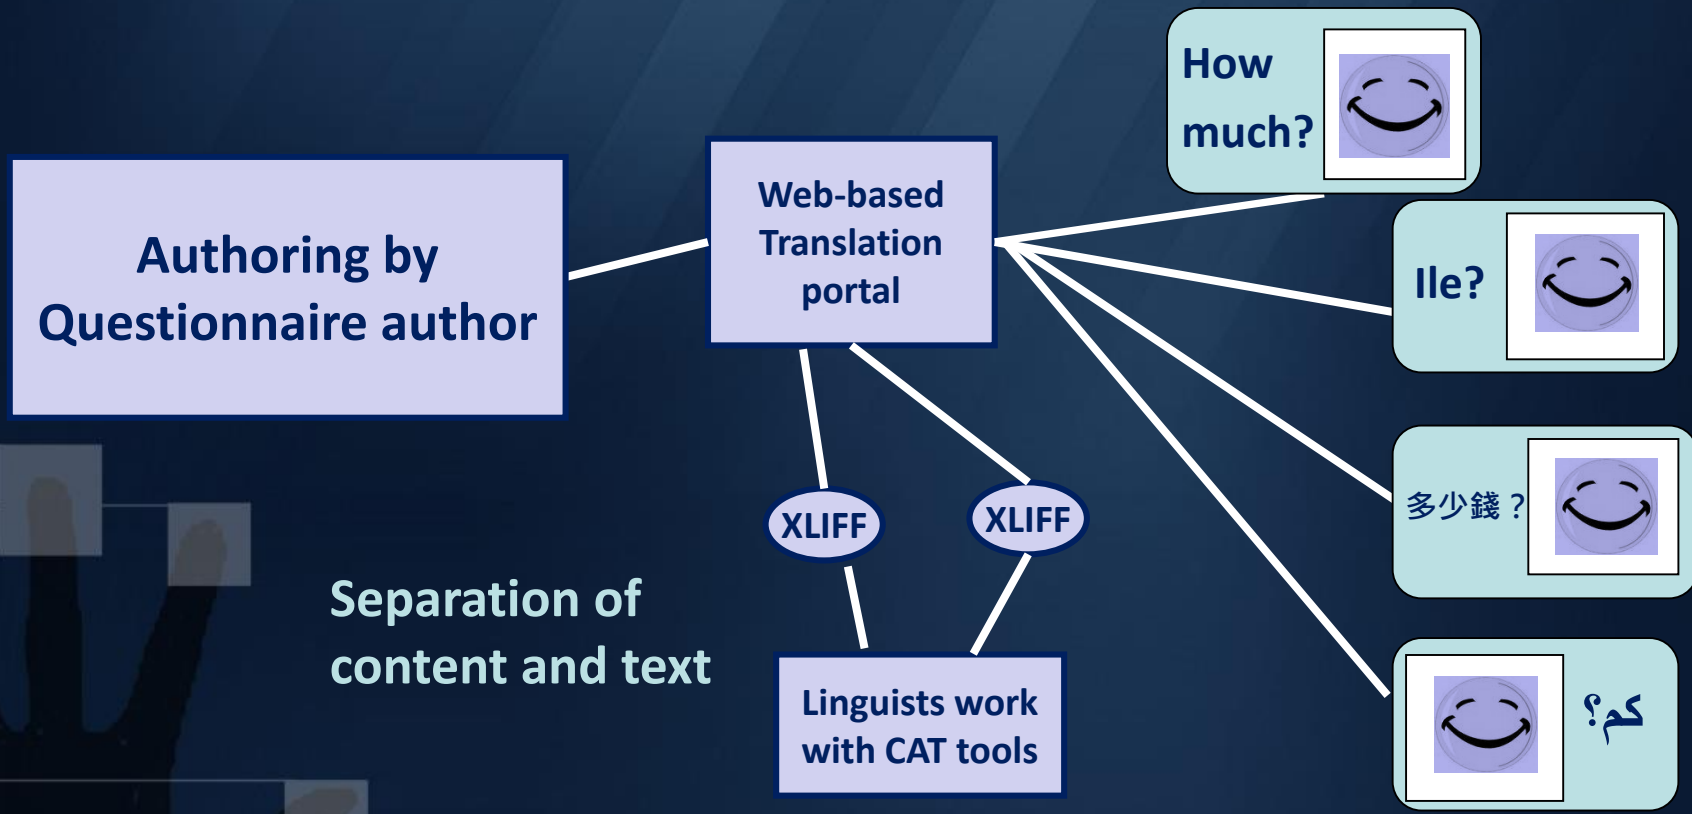 Authoring by
Questionnaire author
Web-based
Translation
portal
XLIFF
XLIFF
Linguists work
with CAT tools
Separation of
content and text
How
much?
Ile?
多少錢？
كم؟